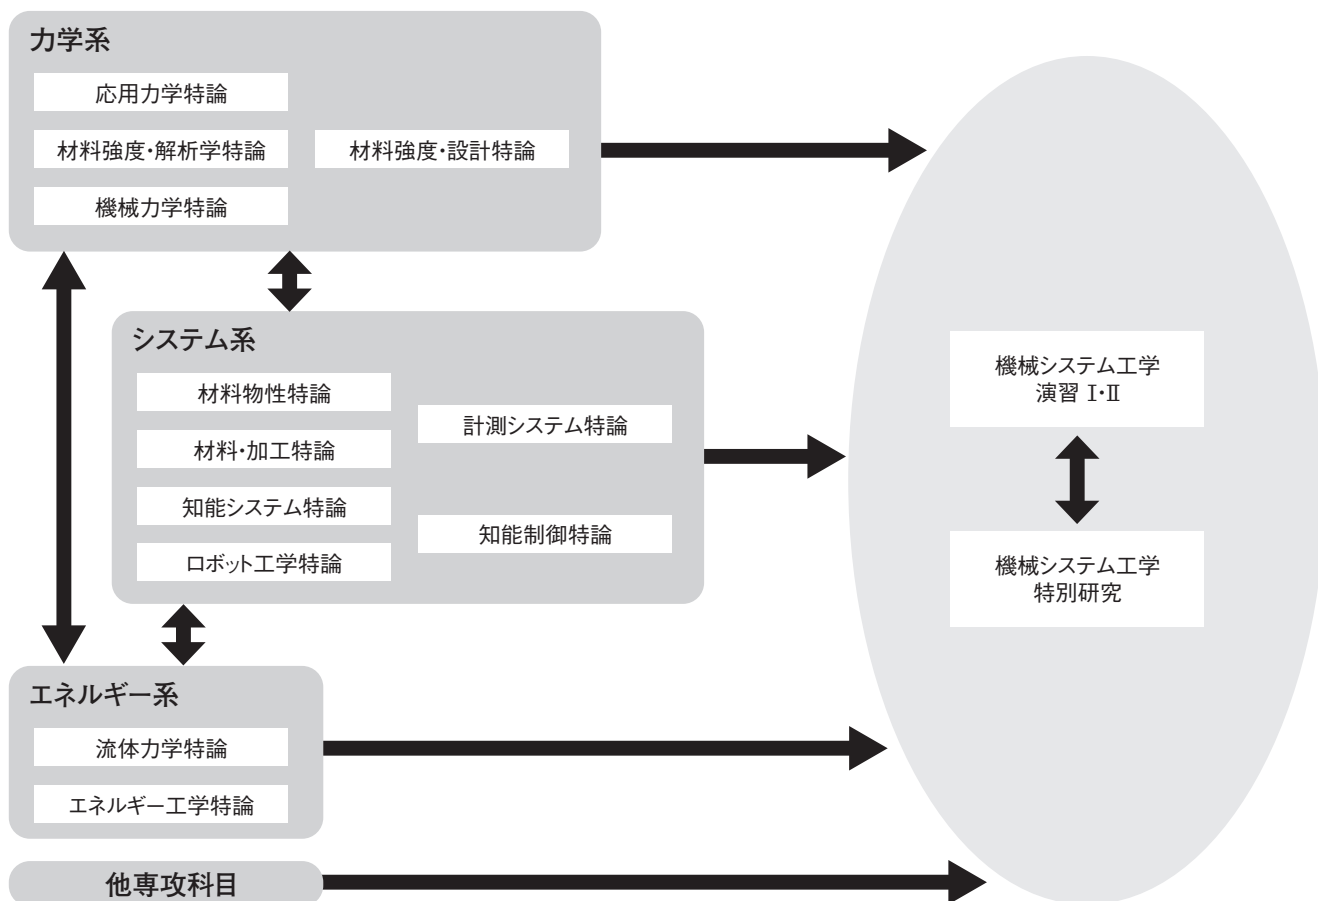 力学系
応用力学特論
材料強度・解析学特論
材料強度・設計特論
機械力学特論
システム系
材料物性特論
計測システム特論
材料・加工特論
知能システム特論
知能制御特論
ロボット工学特論
機械システム工学
演習 Ⅰ・Ⅱ
機械システム工学
特別研究
エネルギー系
流体力学特論
エネルギー工学特論
他専攻科目